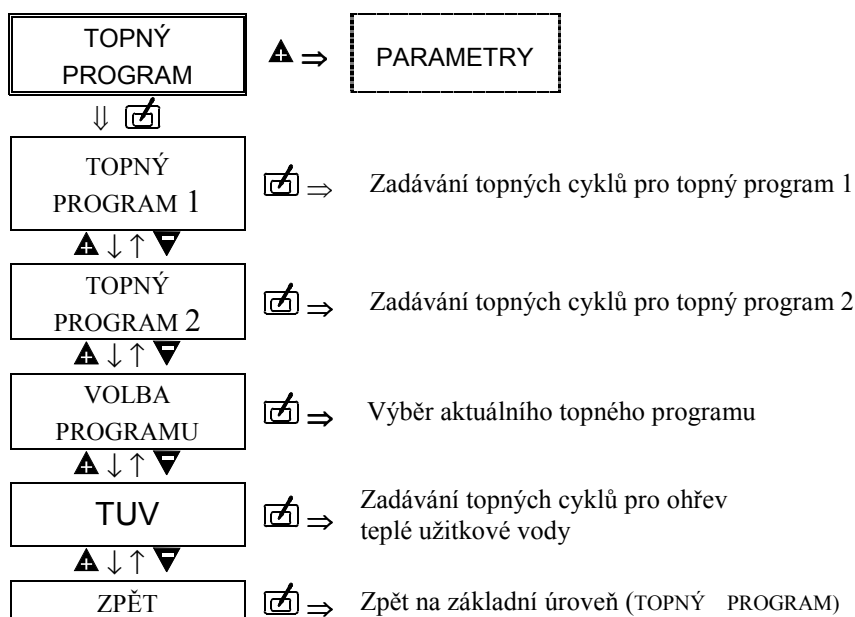 TOPNÝ
PROGRAM
⇒
PARAMETRY
⇓
TOPNÝ
PROGRAM 1
⇒ Zadávání topných cyklů pro topný program 1
↓↑
TOPNÝ
PROGRAM 2
⇒ Zadávání topných cyklů pro topný program 2
↓↑
VOLBA
PROGRAMU
⇒ Výběr aktuálního topného programu
↓↑
TUV
⇒ Zadávání topných cyklů pro ohřev
teplé užitkové vody
↓↑
ZPĚT
⇒ Zpět na základní úroveň (TOPNÝ PROGRAM)